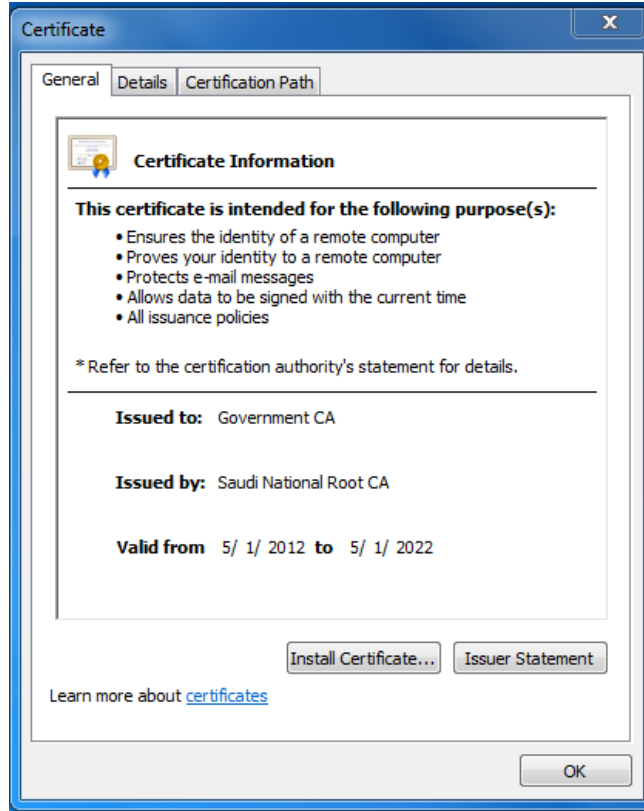 Certificate
X
General Details Certification Path
Certificate Information
This certificate is intended for the following purpose(s):
• Ensures the identity of a remote computer
• Proves your identity to a remote computer
• Protects e-mail messages
• Allows data to be signed with the current time
• All issuance policies
* Refer to the certification authority's statement for details.
Issued to: Government CA
Issued by: Saudi National Root CA
Valid from 5/ 1/ 2012 to 5/ 1/ 2022
Install Certificate... Issuer Statement
Learn more about certificates
OK